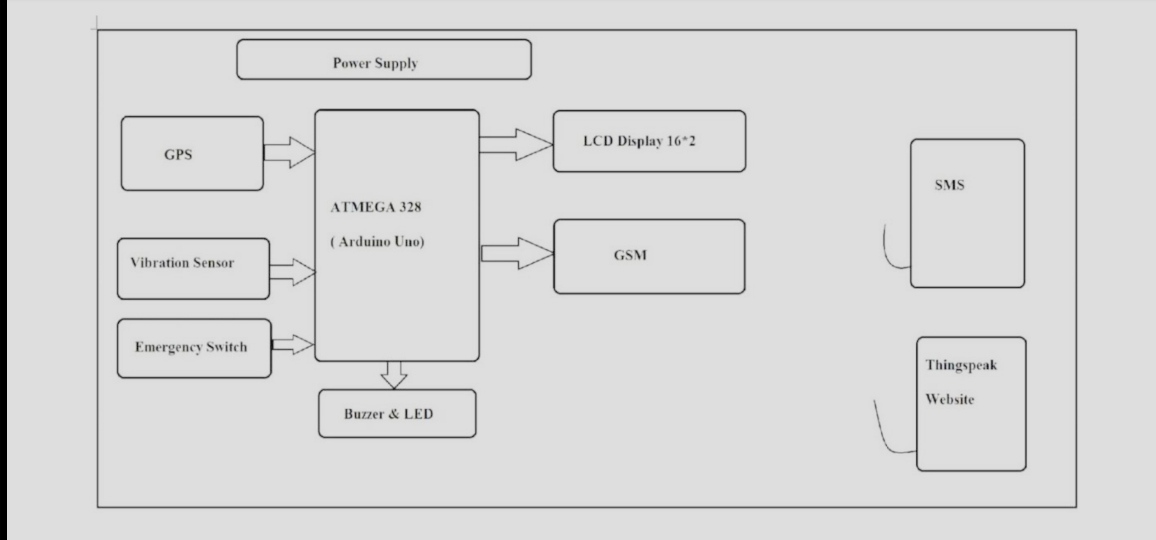 Power Supply
GPS
LCD Display 16*2
SMS
ATMEGA 328
( Arduino Uno)
Vibration Sensor
GSM
Emergency Switch
Thingspeak
Website
Buzzer & LED